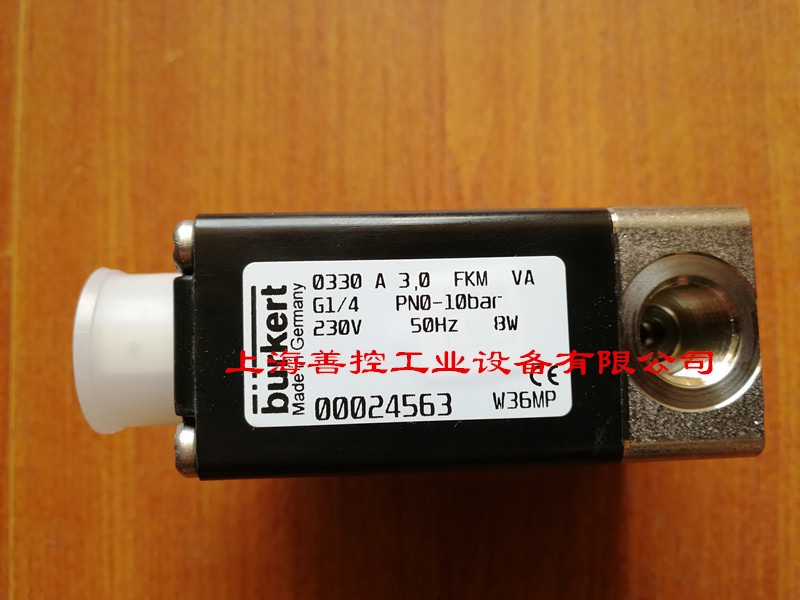 bürkert
Made in Germany
0330 A 3,0 FKM VA
G1/4 PN0-10bar
230V 50Hz 8W
上海善控工业设备有限公司
CE
00024563 W36MP